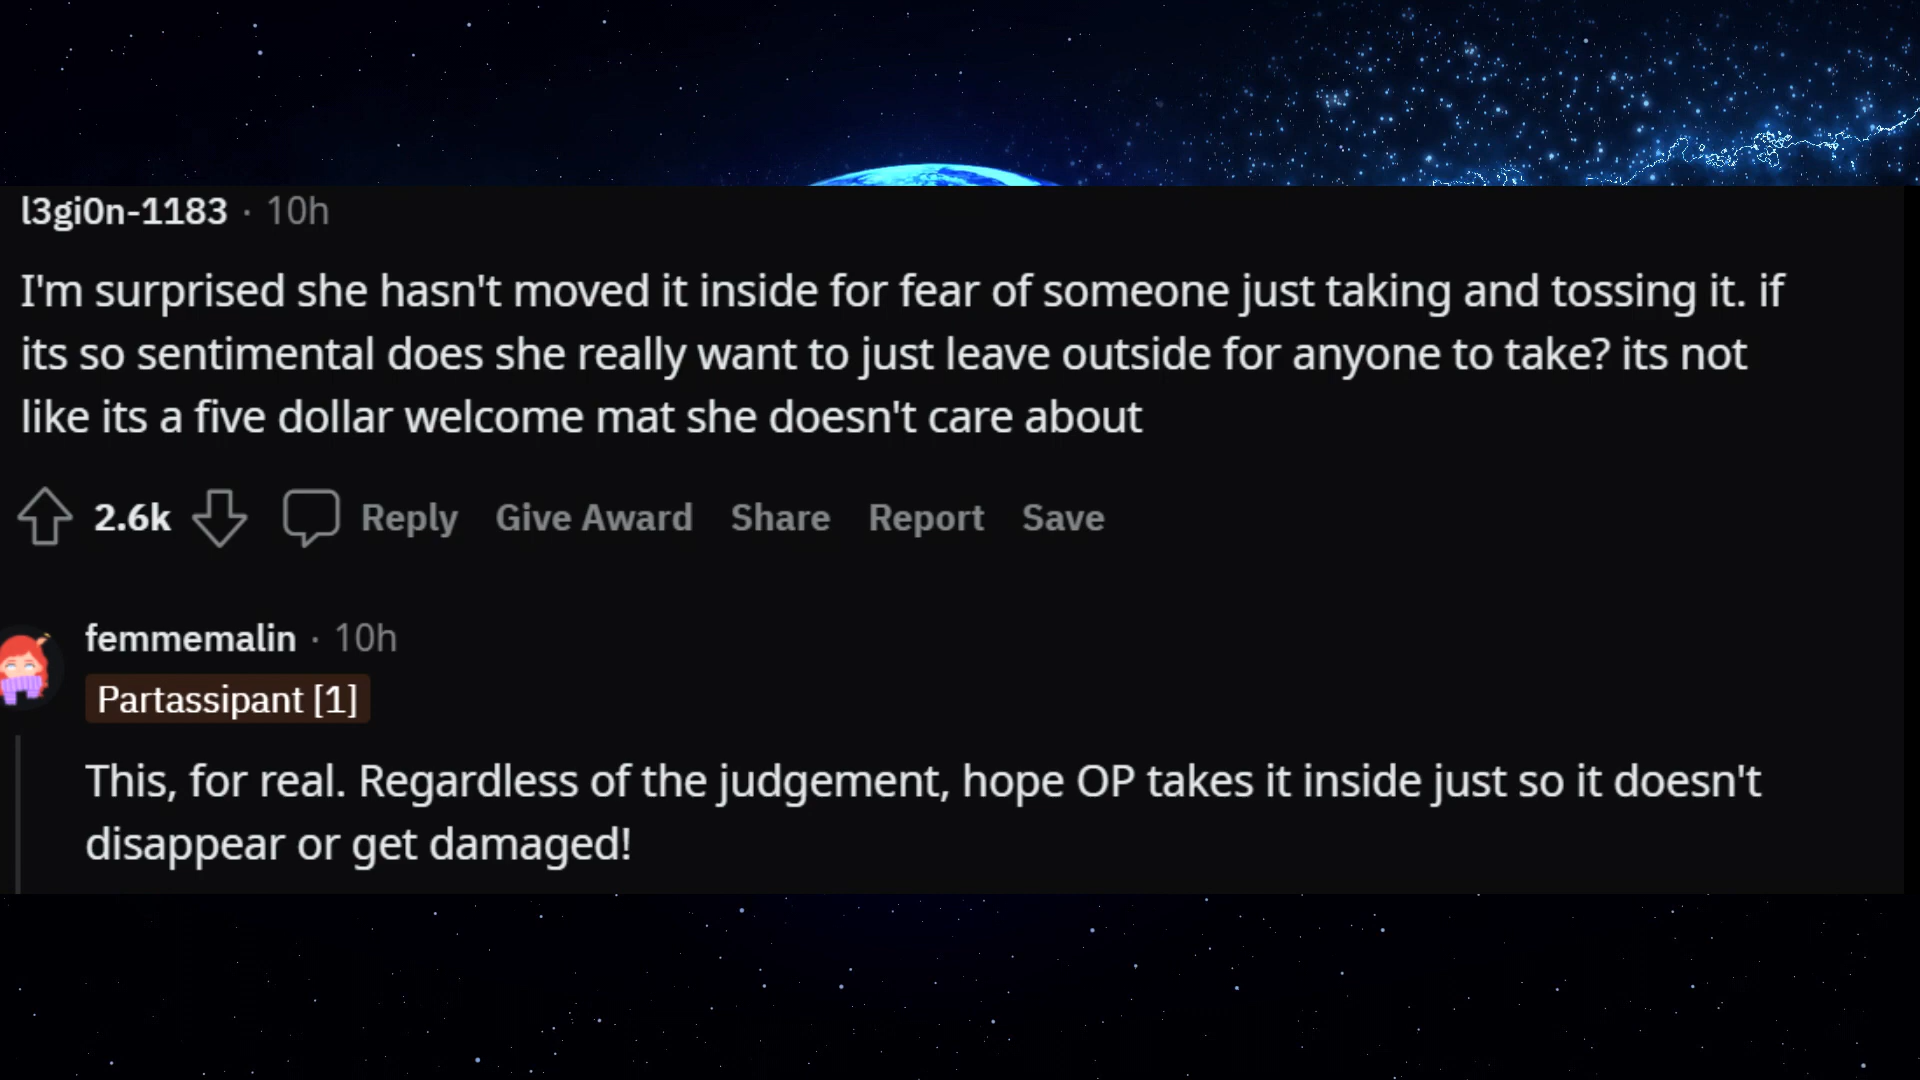 l3gi0n-1183 · 10h
I'm surprised she hasn't moved it inside for fear of someone just taking and tossing it. if
its so sentimental does she really want to just leave outside for anyone to take? its not
like its a five dollar welcome mat she doesn't care about
2.6k Reply Give Award Share Report Save
femmemalin · 10h
Partassipant [1]
This, for real. Regardless of the judgement, hope OP takes it inside just so it doesn't
disappear or get damaged!